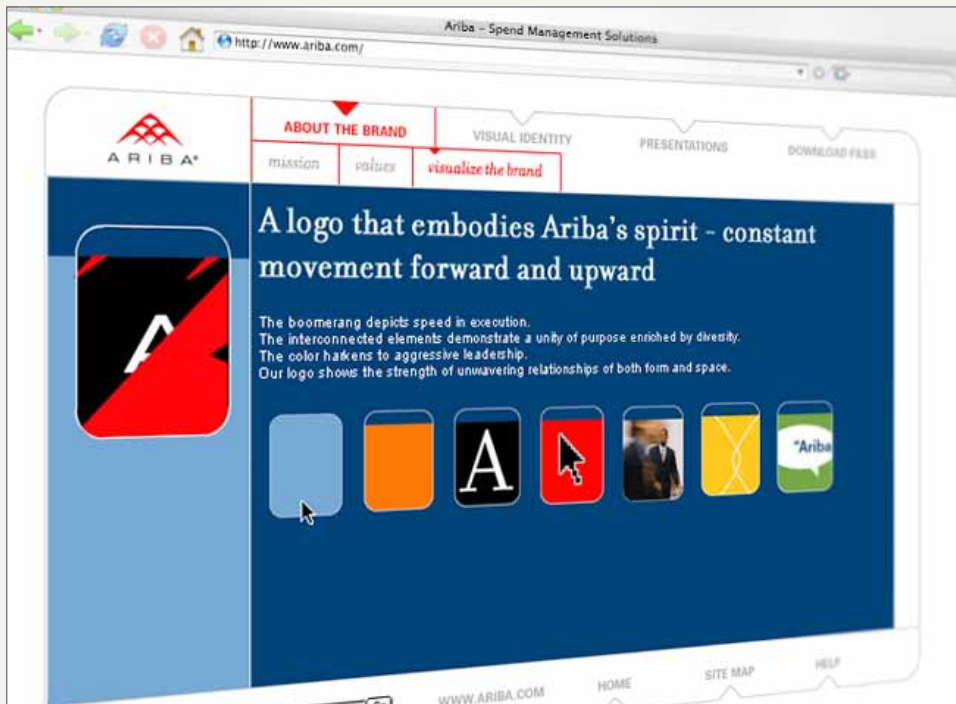 Ariba – Spend Management Solutions
http://www.ariba.com/
ARIBA®
ABOUT THE BRAND
VISUAL IDENTITY
PRESENTATIONS
DOWNLOAD FILES
mission
values
visualize the brand
A logo that embodies Ariba's spirit – constant
movement forward and upward
The boomerang depicts speed in execution.
The interconnected elements demonstrate a unity of purpose enriched by diversity.
The color harkens to aggressive leadership.
Our logo shows the strength of unwavering relationships of both form and space.
A
A
"Ariba
WWW.ARIBA.COM
HOME
SITE MAP
HELP